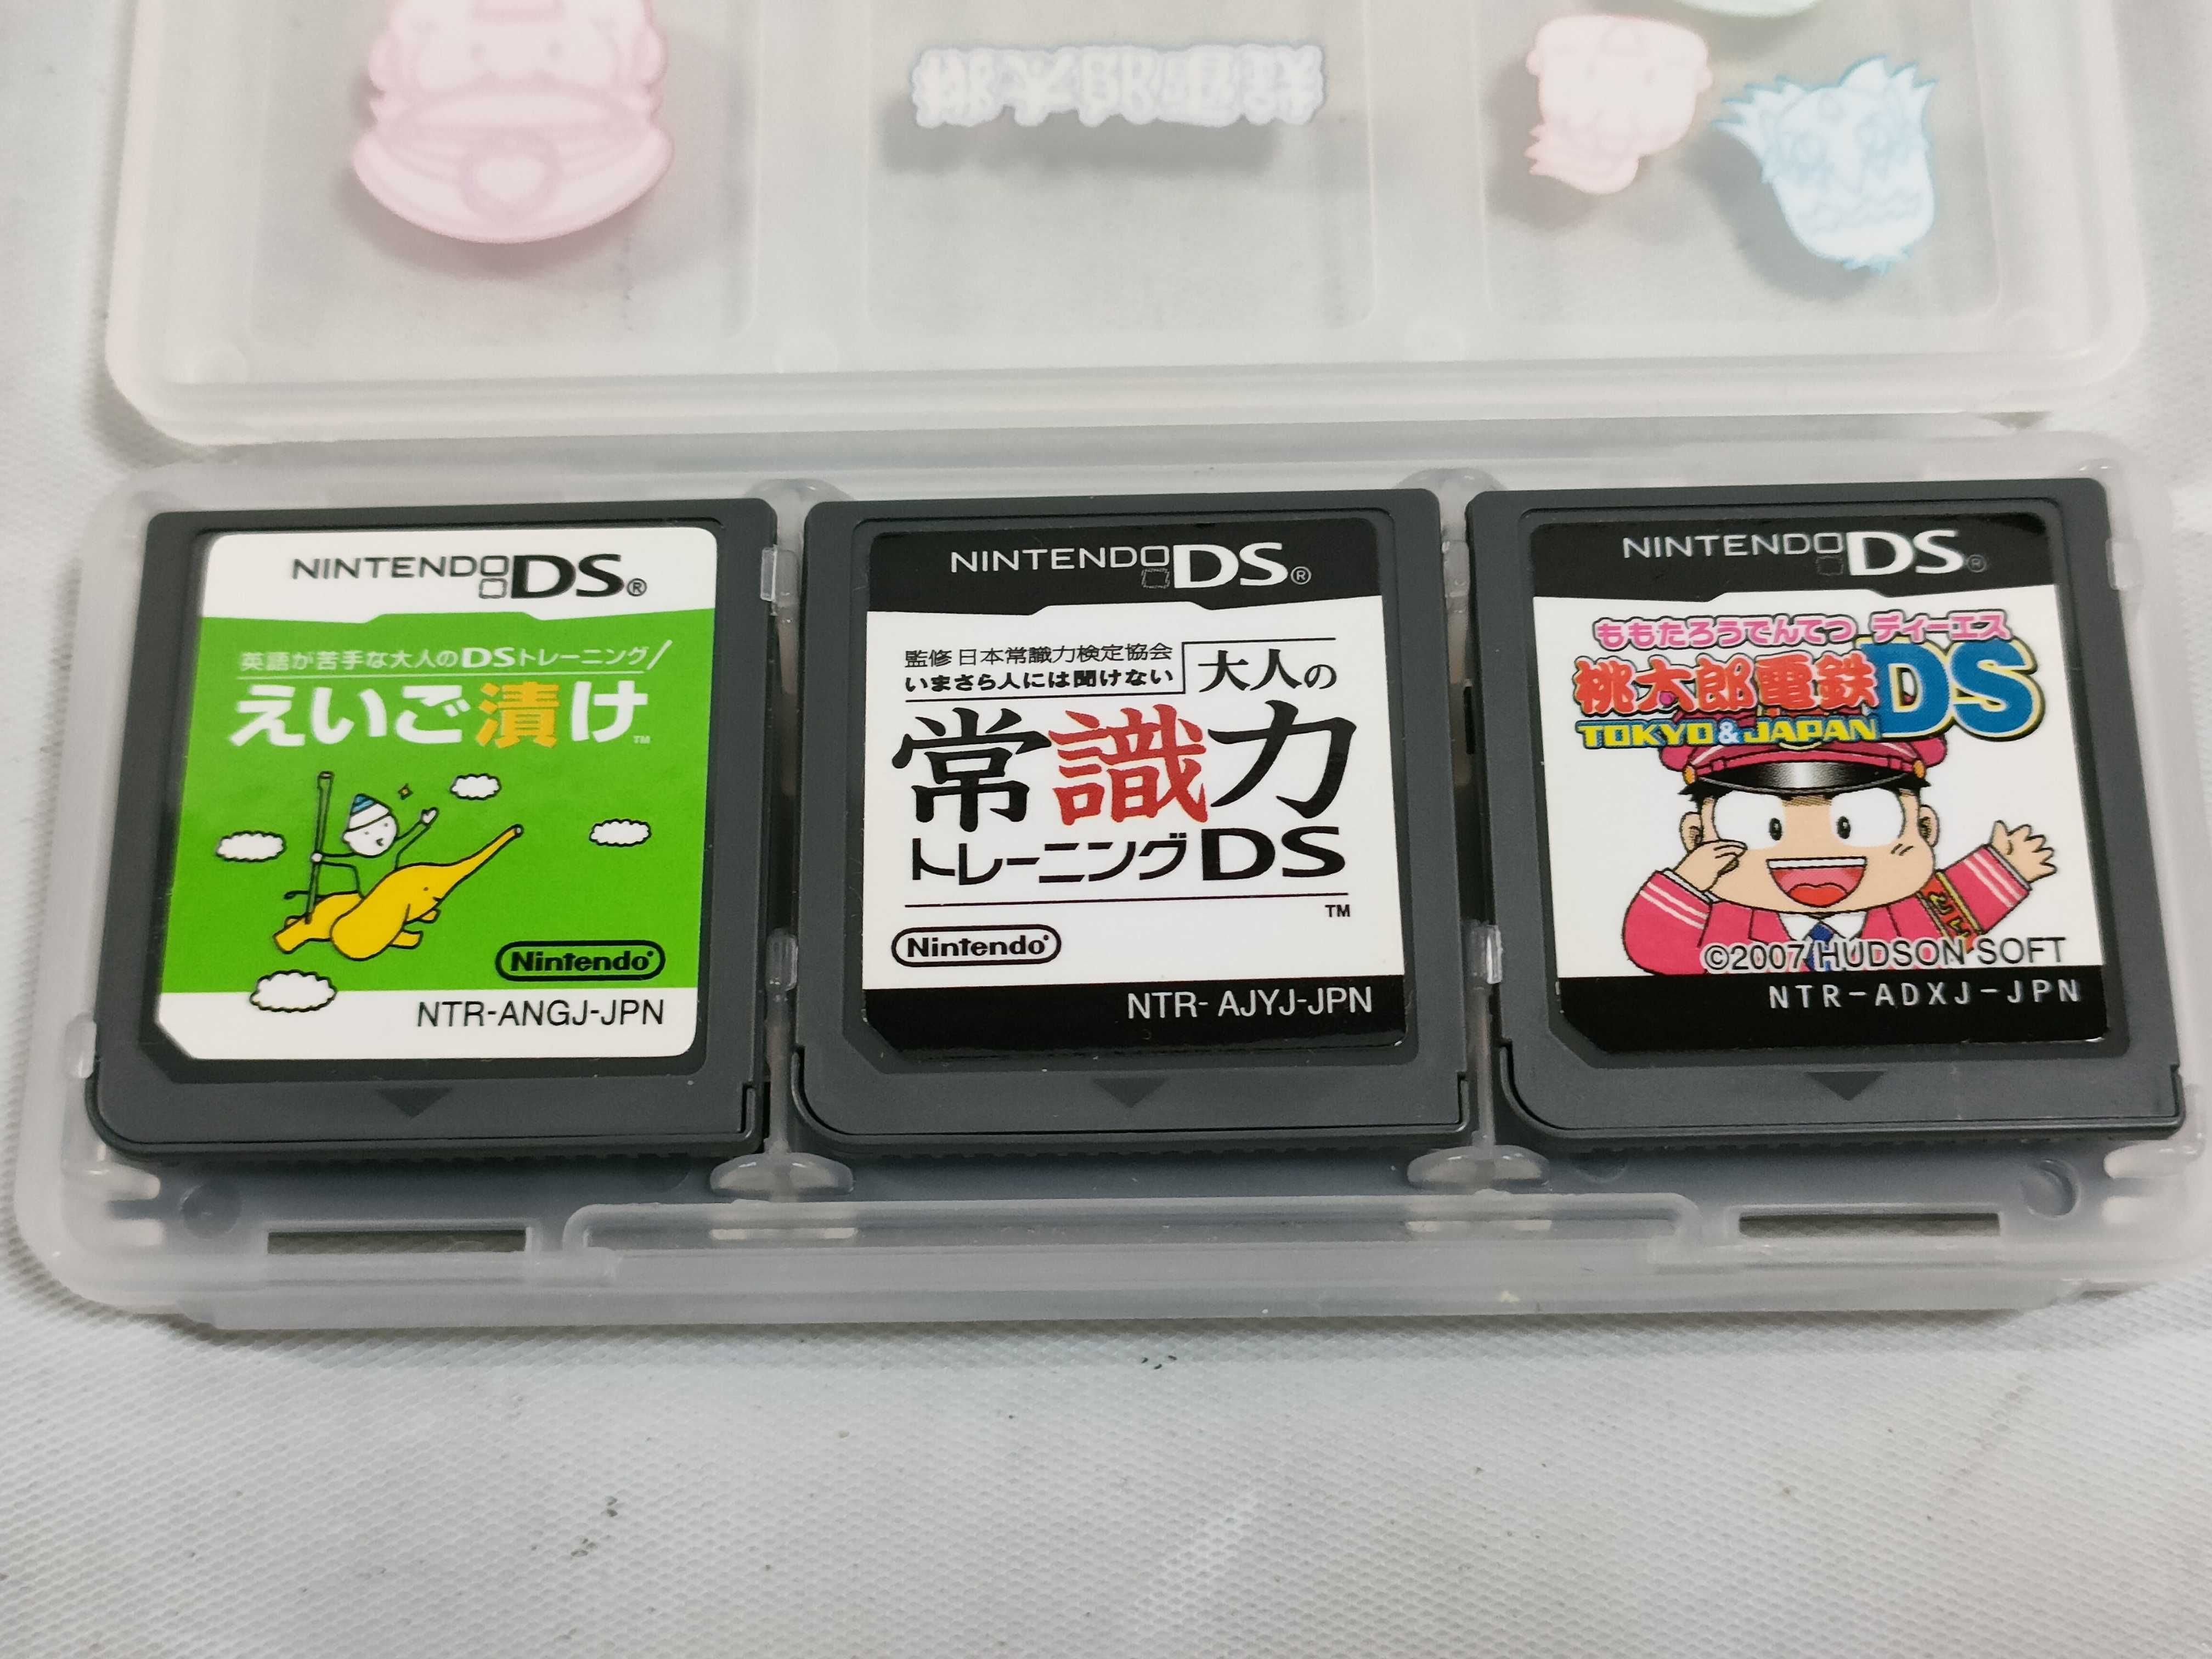 NINTENDO DS®
英語が苦手な大人のDSトレーニング
えいご漬け™
Nintendo
NTR-ANGJ-JPN
NINTENDO DS®
監修 日本常識力検定協会
いまさら人には聞けない
大人の
常識力
トレーニングDS
™
Nintendo
NTR-AJYJ-JPN
NINTENDO DS®
ももたろうでんてつ ディーエス
桃太郎電鉄DS
TOKYO&JAPAN
©2007 HUDSON SOFT
NTR-ADXJ-JPN